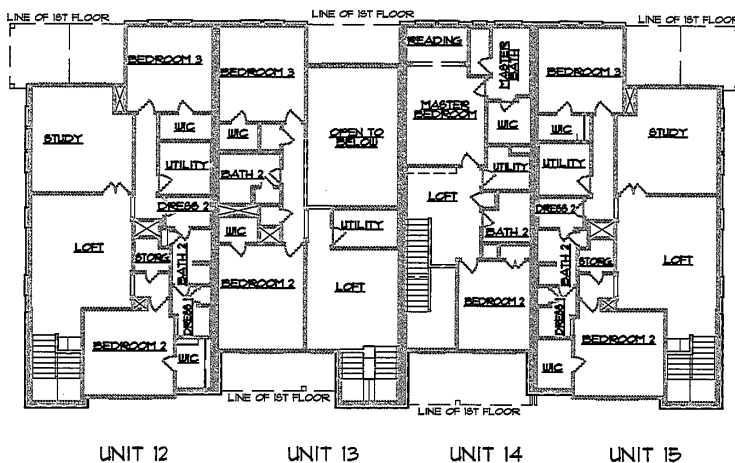 LINE OF 1ST FLOOR
LINE OF 1ST FLOOR
LINE OF 1ST FLOOR
BEDROOM 3
BEDROOM 3
READING
MASTER
BATH
BEDROOM 3
STUDY
WIC
WIC
OPEN TO
BELOW
MASTER
BEDROOM
WIC
WIC
STUDY
UTILITY
BATH 2
LOFT
UTILITY
UTILITY
DRESS 2
WIC
UTILITY
BATH 2
DRESS 2
LOFT
STORG
BATH 2
BEDROOM 2
LOFT
BEDROOM 2
BATH 2
STORG
LOFT
DRESS 1
DRESS 1
BEDROOM 2
WIC
WIC
BEDROOM 2
LINE OF 1ST FLOOR
LINE OF 1ST FLOOR
UNIT 12
UNIT 13
UNIT 14
UNIT 15